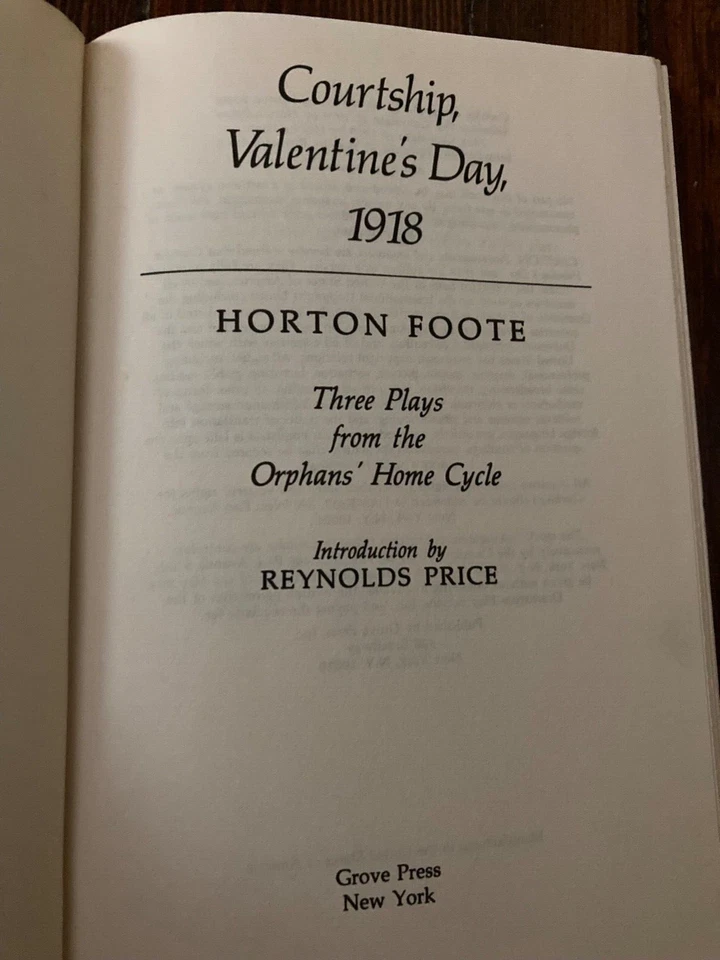 Courtship,
Valentine's Day,
1918
HORTON FOOTE
Three Plays
from the
Orphans' Home Cycle
Introduction by
REYNOLDS PRICE
Grove Press
New York